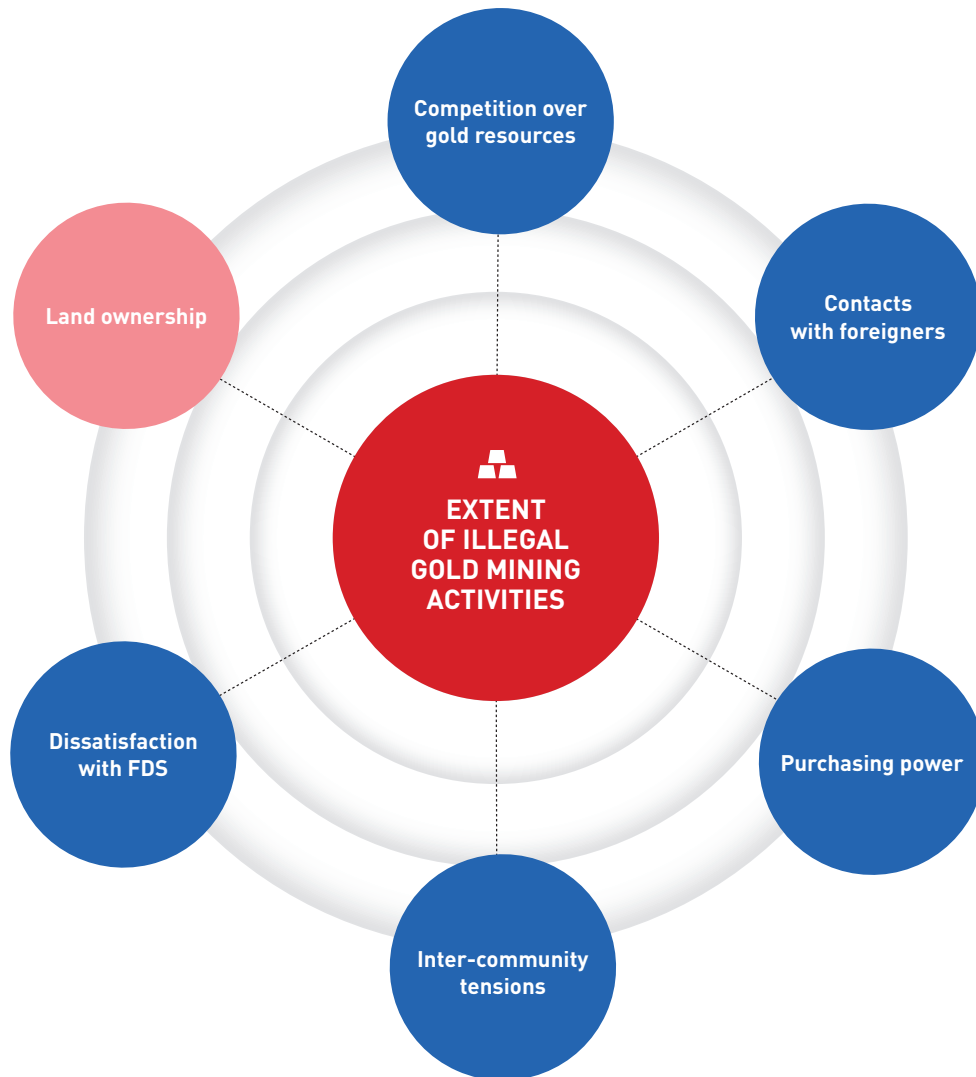 Competition over
gold resources
Land ownership
Contacts
with foreigners
EXTENT
OF ILLEGAL
GOLD MINING
ACTIVITIES
Dissatisfaction
with FDS
Purchasing power
Inter-community
tensions